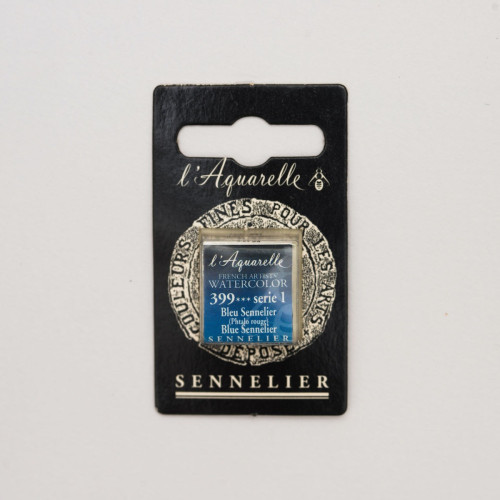 l'Aquarelle
COULEURS FINES POUR LES ARTS
l'Aquarelle
FRENCH ARTISTS'
WATERCOLOR
399*** serie 1
Bleu Sennelier
(Phtalo rouge)
Blue Sennelier
SENNELIER
DEPOSE
SENNELIER